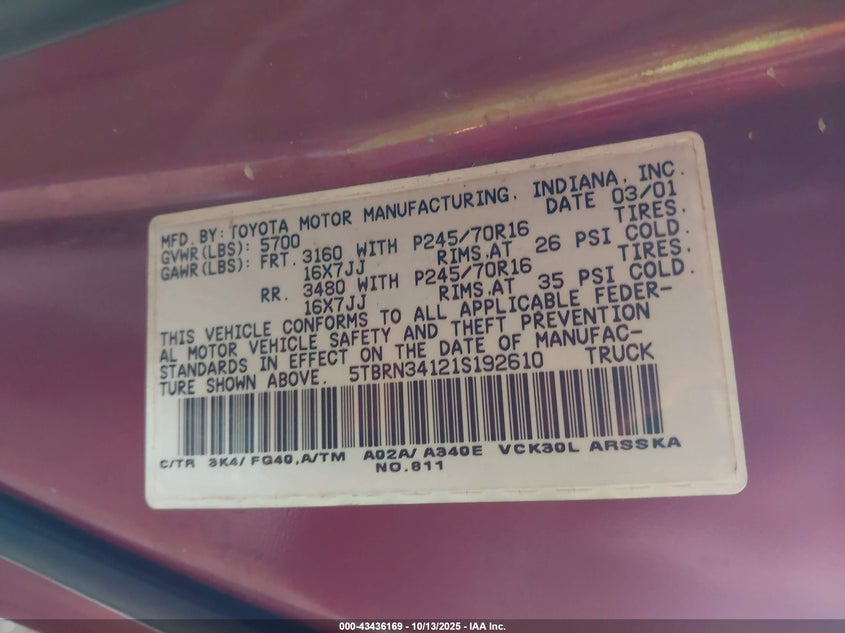 MFD. BY: TOYOTA MOTOR MANUFACTURING, INDIANA, INC.
GVWR(LBS): 5700 DATE 03/01
GAWR(LBS): FRT. 3160 WITH P245/70R16 TIRES,
16X7JJ RIMS,AT 26 PSI COLD.
RR. 3480 WITH P245/70R16 TIRES,
16X7JJ RIMS,AT 35 PSI COLD.
THIS VEHICLE CONFORMS TO ALL APPLICABLE FEDER-
AL MOTOR VEHICLE SAFETY AND THEFT PREVENTION
STANDARDS IN EFFECT ON THE DATE OF MANUFAC-
TURE SHOWN ABOVE. 5TBRN34121S192610 TRUCK
C/TR 3K4/ FG40,A/TM A02A/ A340E VCK30L ARSSKA
NO.811
000-43436169 - 10/13/2025 - IAA Inc.